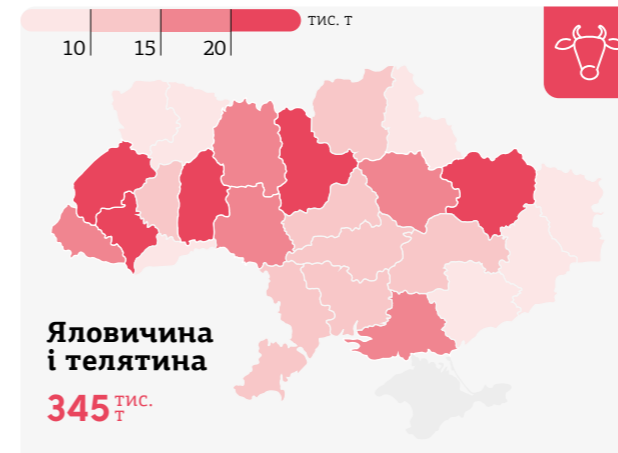 тис. т
10 15 20
Яловичина
і телятина
345 тис.
т